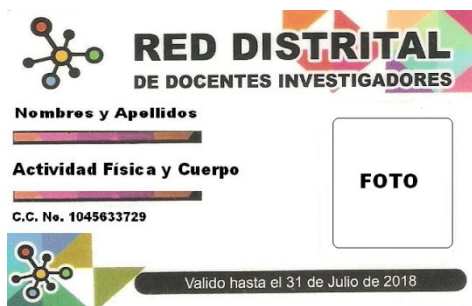 RED DISTRITAL
DE DOCENTES INVESTIGADORES
Nombres y Apellidos
Actividad Física y Cuerpo
C.C. No. 1045633729
FOTO
Valido hasta el 31 de Julio de 2018